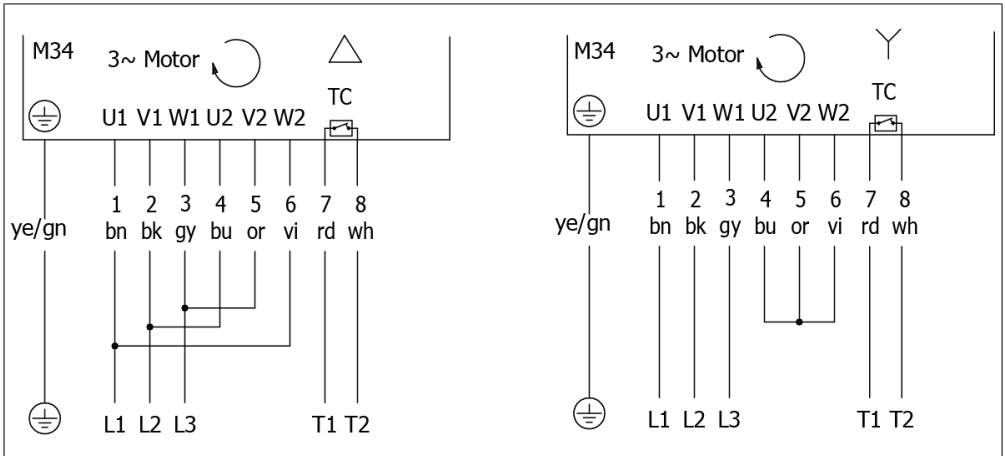 M34
3~ Motor
TC
U1 V1 W1 U2 V2 W2
1 2 3 4 5 6 7 8
ye/gn bn bk gy bu or vi rd wh
L1 L2 L3 T1 T2
M34
3~ Motor
TC
U1 V1 W1 U2 V2 W2
1 2 3 4 5 6 7 8
ye/gn bn bk gy bu or vi rd wh
L1 L2 L3 T1 T2